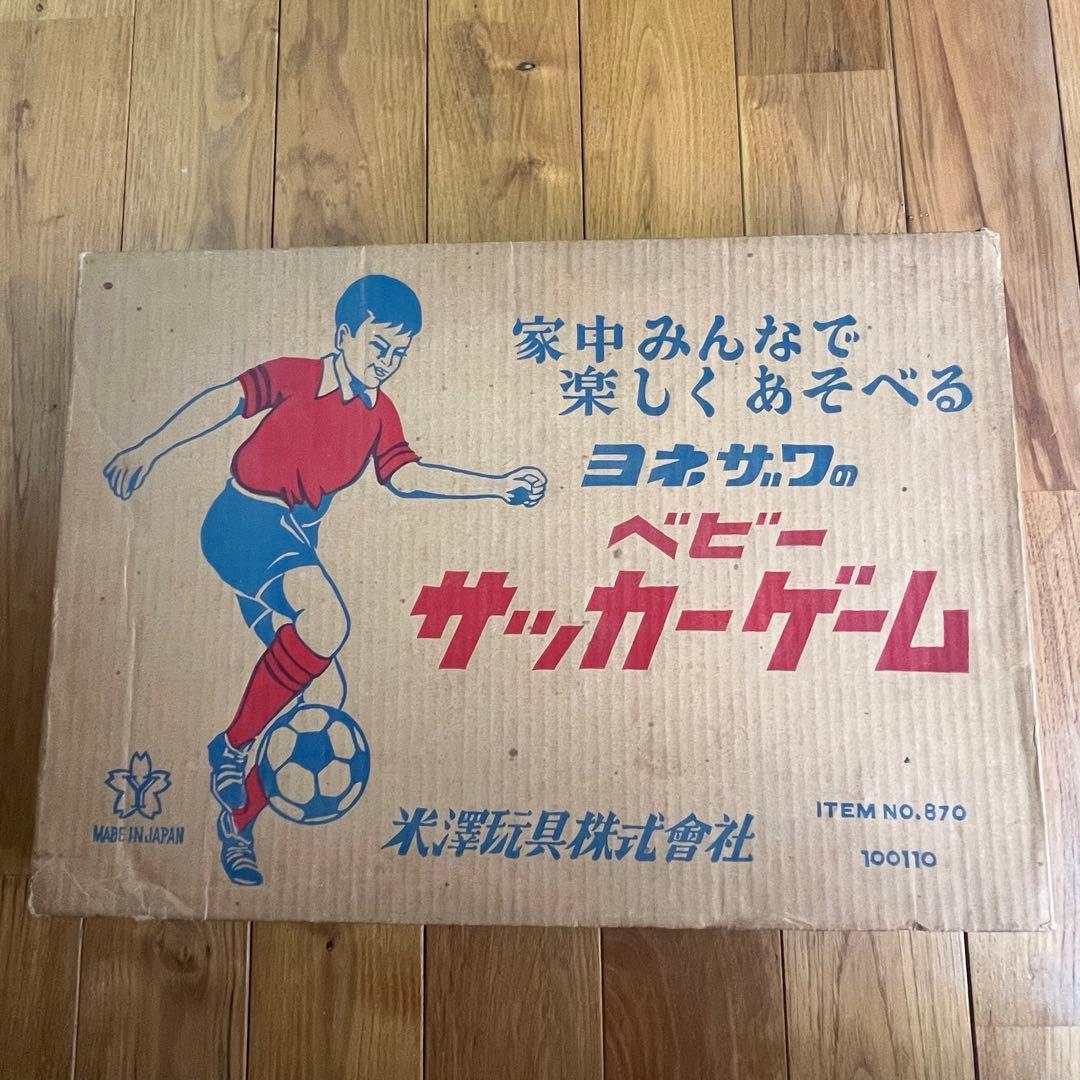 家中みんなで
楽しくあそべる
ヨネザワの
ベビー
サッカーゲーム
Y
MADE IN JAPAN
米澤玩具株式會社
ITEM NO.870
100110